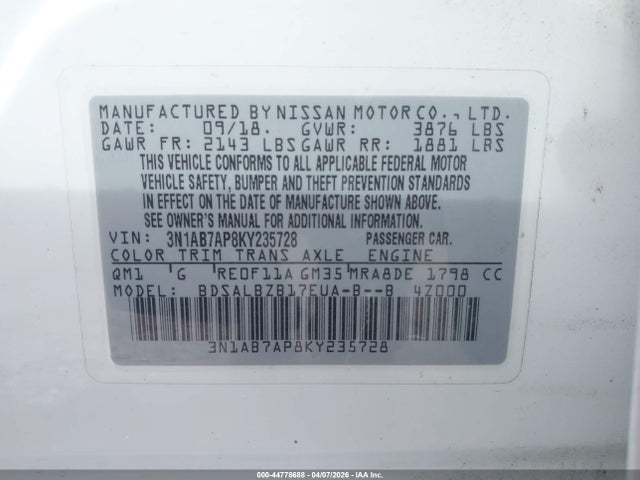 MANUFACTURED BY NISSAN MOTOR CO., LTD.
DATE: 09/18. GVWR: 3876 LBS
GAWR FR: 2143 LBS GAWR RR: 1881 LBS
THIS VEHICLE CONFORMS TO ALL APPLICABLE FEDERAL MOTOR
VEHICLE SAFETY, BUMPER AND THEFT PREVENTION STANDARDS
IN EFFECT ON THE DATE OF MANUFACTURE SHOWN ABOVE.
SEE OWNER'S MANUAL FOR ADDITIONAL INFORMATION.
VIN: 3N1AB7AP8KY235728 PASSENGER CAR.
COLOR TRIM TRANS AXLE ENGINE
QM1 G RE0F11A GM35 MRA8DE 1798 CC
MODEL: BDSALBZB17EUA-B--B 4Z000
3N1AB7AP8KY235728
000-44778688 04/07/2026 Copart IAA